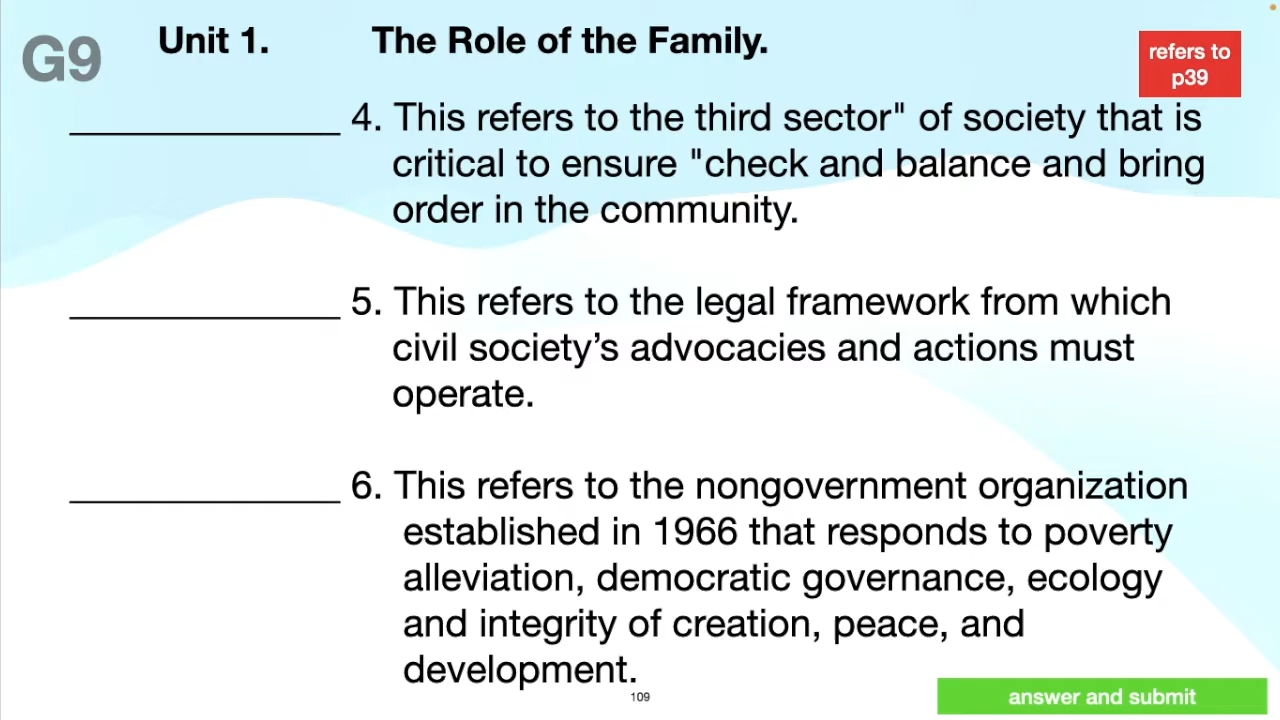 G9
Unit 1. The Role of the Family.
refers to
p39
____________ 4. This refers to the third sector" of society that is
critical to ensure "check and balance and bring
order in the community.
____________ 5. This refers to the legal framework from which
civil society’s advocacies and actions must
operate.
____________ 6. This refers to the nongovernment organization
established in 1966 that responds to poverty
alleviation, democratic governance, ecology
and integrity of creation, peace, and
development.
109
answer and submit